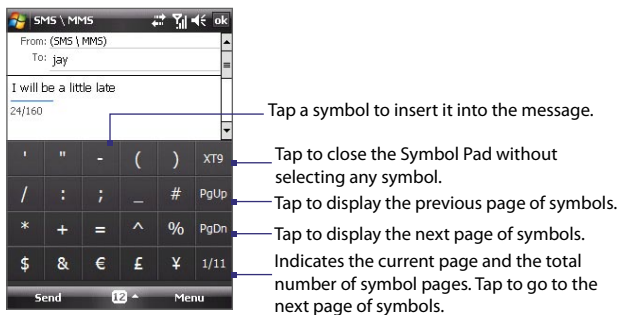 SMS \ MMS ok
From: (SMS \ MMS)
To: jay
I will be a little late
24/160
' " - ( ) XT9
/ : ; _ # PgUp
* + = ^ % PgDn
$ & € £ ¥ 1/11
Send 12 Menu
Tap a symbol to insert it into the message.
Tap to close the Symbol Pad without
selecting any symbol.
Tap to display the previous page of symbols.
Tap to display the next page of symbols.
Indicates the current page and the total
number of symbol pages. Tap to go to the
next page of symbols.